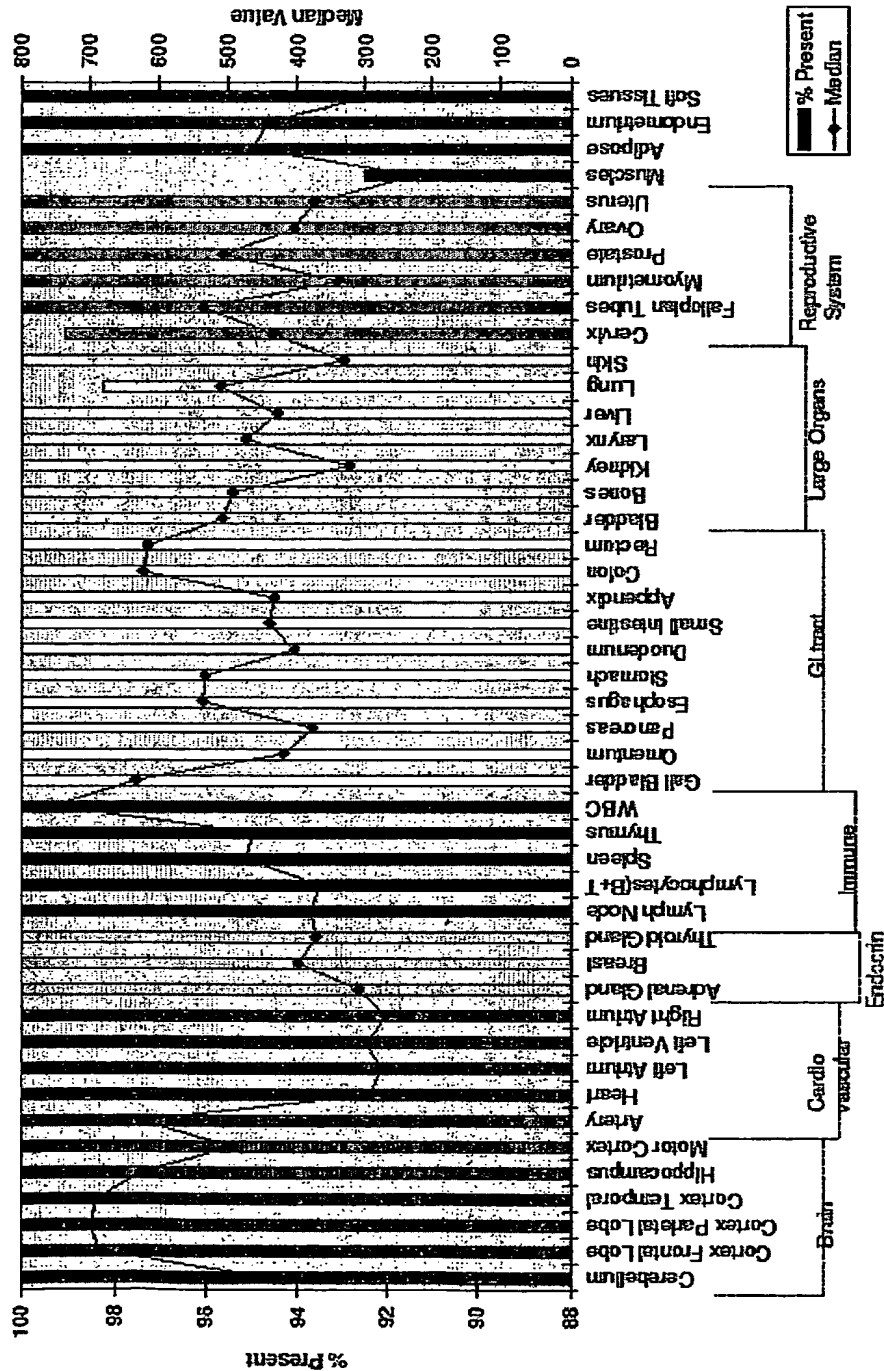 % Present
100
98
96
94
92
90
88
Median Value
800
700
600
500
400
300
200
100
0
Cerebellum
Cortex Frontal Lobe
Cortex Parietal Lobe
Cortex Temporal
Hippocampus
Motor Cortex
Artery
Heart
Left Atrium
Left Ventricle
Right Atrium
Adrenal Gland
Breast
Thyroid Gland
Lymph Node
Lymphocytes(B+T
Spleen
Thymus
WBC
Gall Bladder
Omentum
Pancreas
Esophagus
Stomach
Duodenum
Small Intestine
Appendix
Colon
Rectum
Bladder
Bones
Kidney
Larynx
Liver
Lung
Skin
Cervix
Fallopian Tubes
Myometrium
Prostate
Ovary
Uterus
Muscles
Adipose
Endometrium
Soft Tissues
Brain
Cardio
vascular
Endocrin
Immune
GI tract
Large Organs
Reproductive
System
% Present
Median